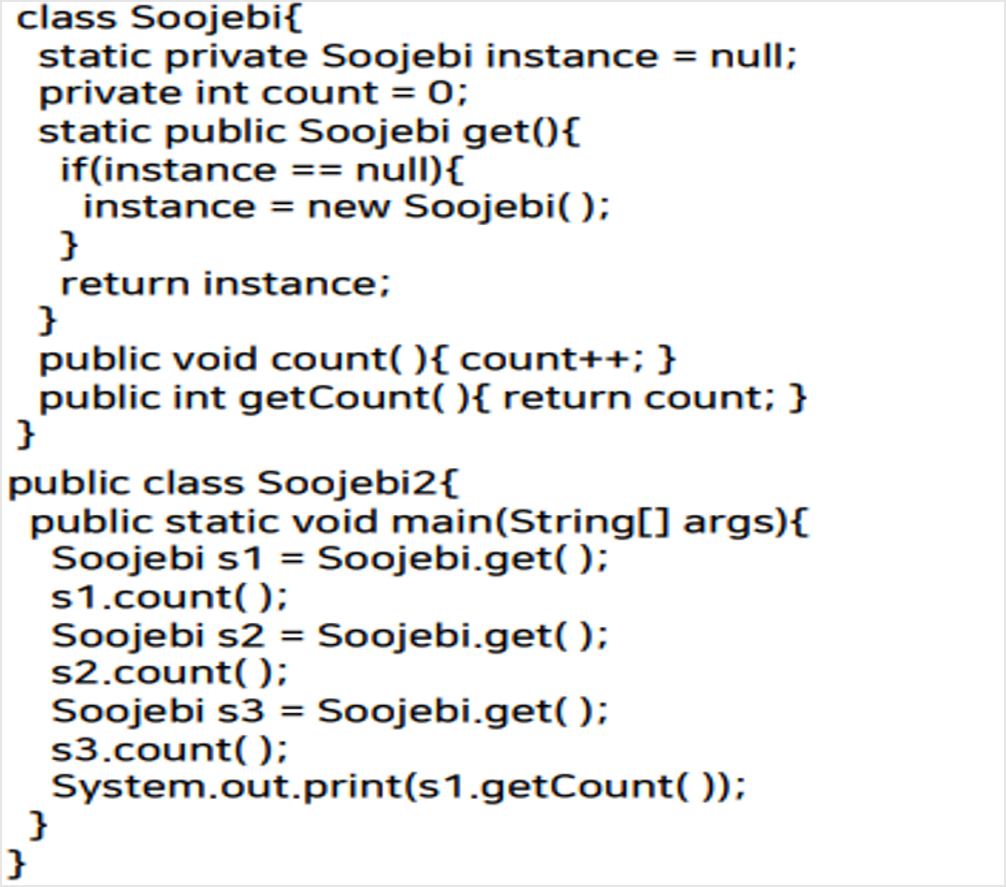 class Soojebi{
static private Soojebi instance = null;
private int count = 0;
static public Soojebi get(){
if(instance == null){
instance = new Soojebi( );
}
return instance;
}
public void count( ){ count++; }
public int getCount( ){ return count; }
}
public class Soojebi2{
public static void main(String[] args){
Soojebi s1 = Soojebi.get( );
s1.count( );
Soojebi s2 = Soojebi.get( );
s2.count( );
Soojebi s3 = Soojebi.get( );
s3.count( );
System.out.print(s1.getCount( ));
}
}